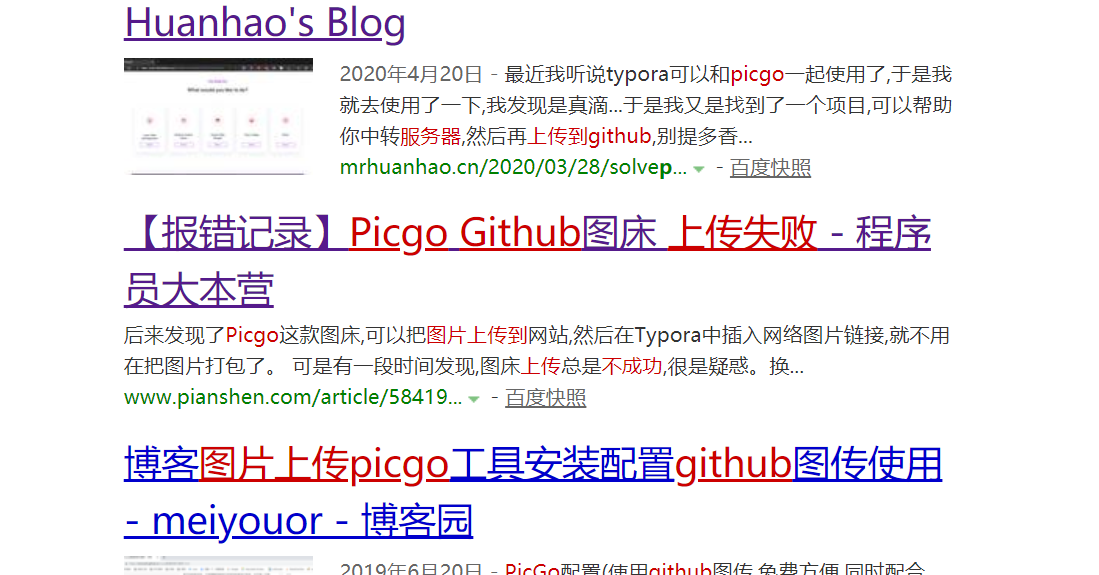 Huanhao's Blog
2020年4月20日 - 最近我听说typora可以和picgo一起使用了,于是我
就去使用了一下,我发现是真滴...于是我又是找到了一个项目,可以帮助
你中转服务器,然后再上传到github,别提多香...
mrhuanhao.cn/2020/03/28/solvep... - 百度快照
【报错记录】Picgo Github图床 上传失败 - 程序
员大本营
后来发现了Picgo这款图床,可以把图片上传到网站,然后在Typora中插入网络图片链接,就不用
在把图片打包了。 可是有一段时间发现,图床上传总是不成功,很是疑惑。换...
www.pianshen.com/article/58419... - 百度快照
博客图片上传picgo工具安装配置github图传使用
- meiyouor - 博客园
2019年6月20日 - PicGo配置(使用github图传,免费方便,同时配合